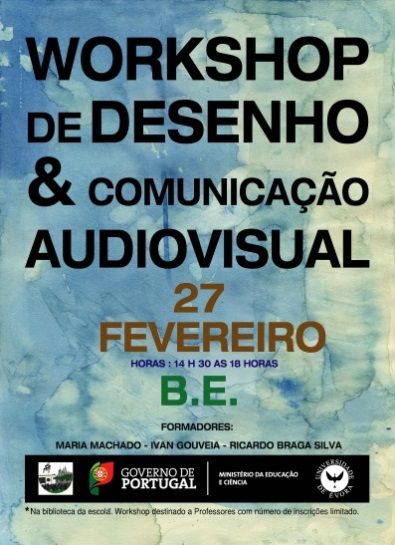 WORKSHOP
DE DESENHO
& COMUNICAÇÃO
AUDIOVISUAL
27
FEVEREIRO
HORAS : 14 H 30 AS 18 HORAS
B.E.
FORMADORES:
MARIA MACHADO - IVAN GOUVEIA - RICARDO BRAGA SILVA
GOVERNO DE
PORTUGAL
MINISTÉRIO DA EDUCAÇÃO
E CIÊNCIA
UNIVERSIDADE
DE ÉVORA
*Na biblioteca da escola. Workshop destinado a Professores com número de inscrições limitado.